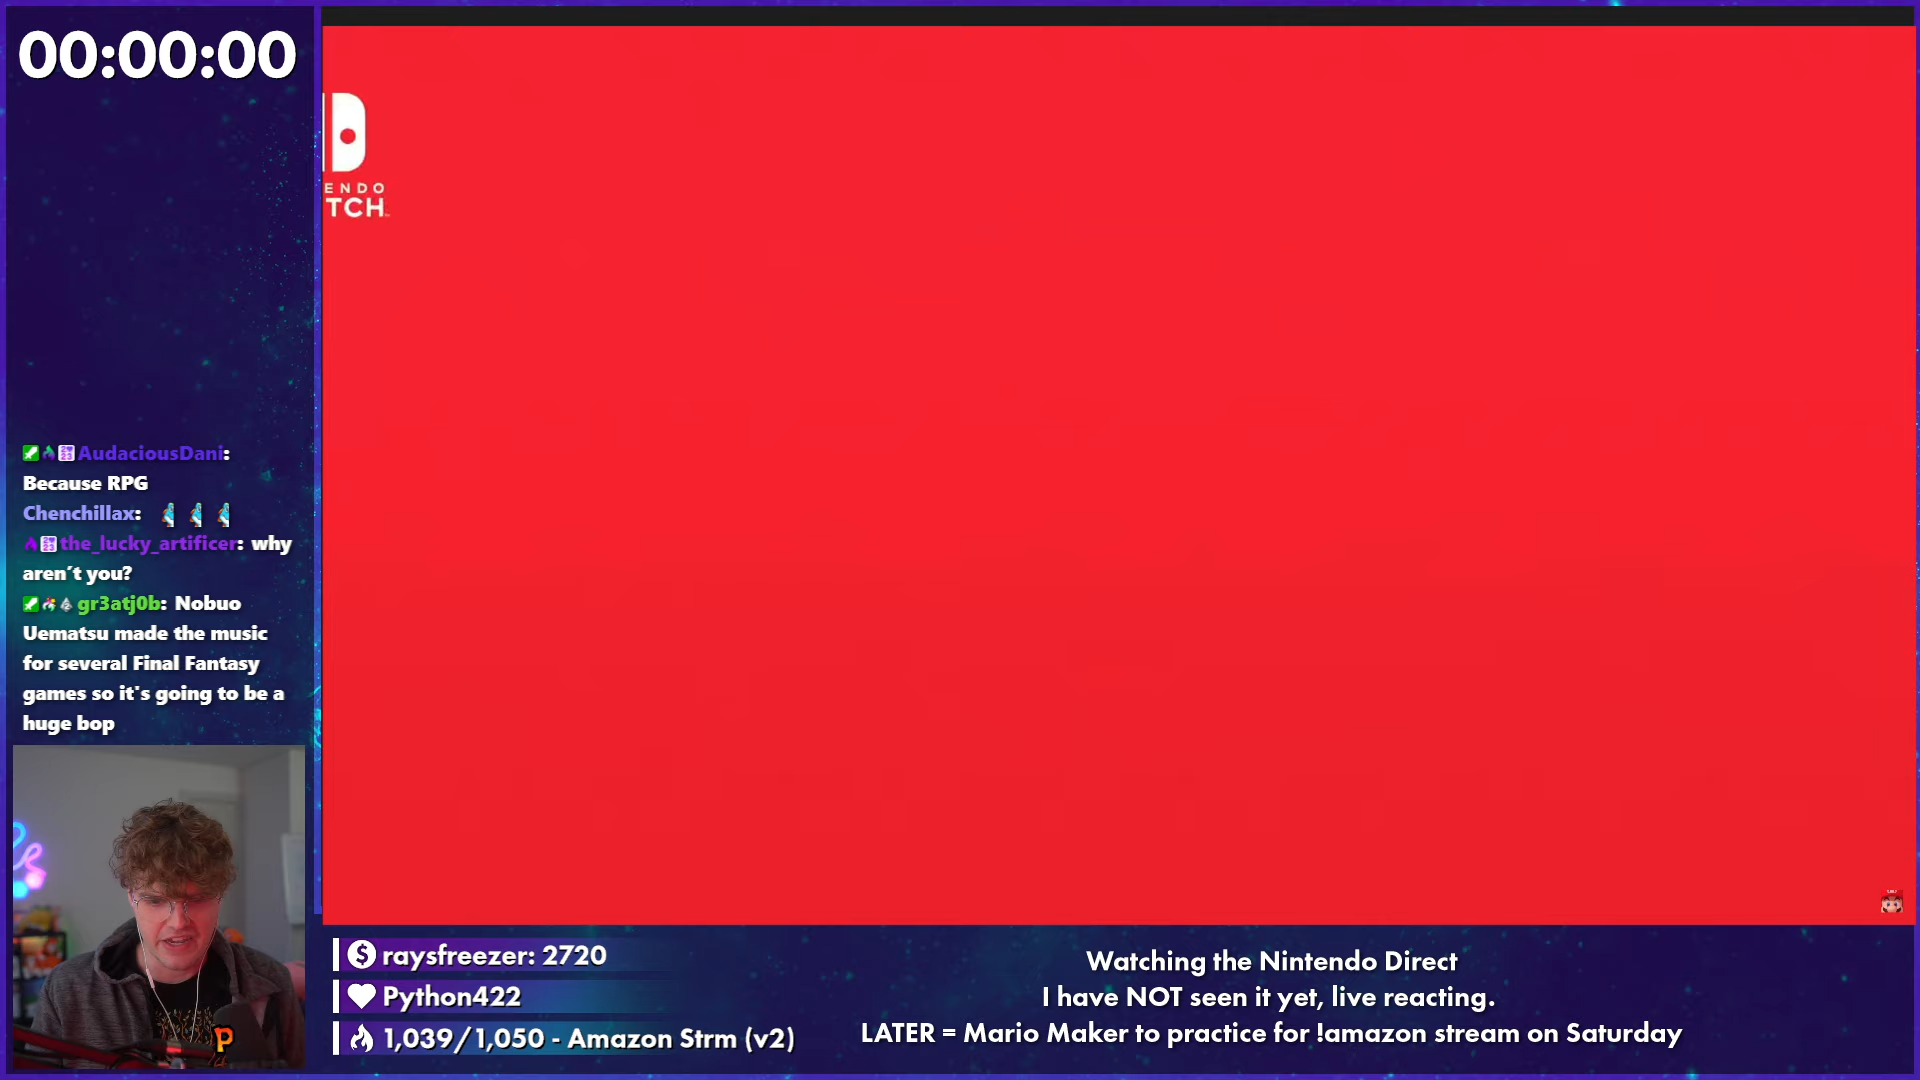 00:00:00
ENDO
TCH
AudaciousDani:
Because RPG
Chenchillax:
the_lucky_artificer: why
aren't you?
gr3atj0b: Nobuo
Uematsu made the music
for several Final Fantasy
games so it's going to be a
huge bop
raysfreezer: 2720
Python422
1,039/1,050 - Amazon Strm (v2)
Watching the Nintendo Direct
I have NOT seen it yet, live reacting.
LATER = Mario Maker to practice for !amazon stream on Saturday